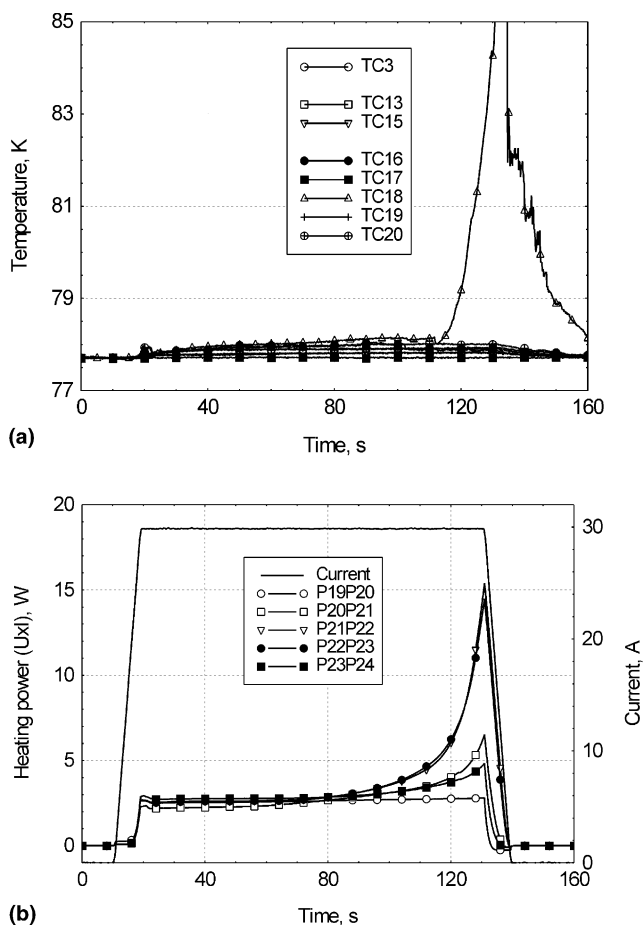 85
83
81
79
77
Temperature, K
TC3
TC13
TC15
TC16
TC17
TC18
TC19
TC20
0 40 80 120 160
(a)
Time, s
20
15
10
5
0
Heating power (UxI), W
Current
P19P20
P20P21
P21P22
P22P23
P23P24
30
20
10
0
Current, A
0 40 80 120 160
(b)
Time, s